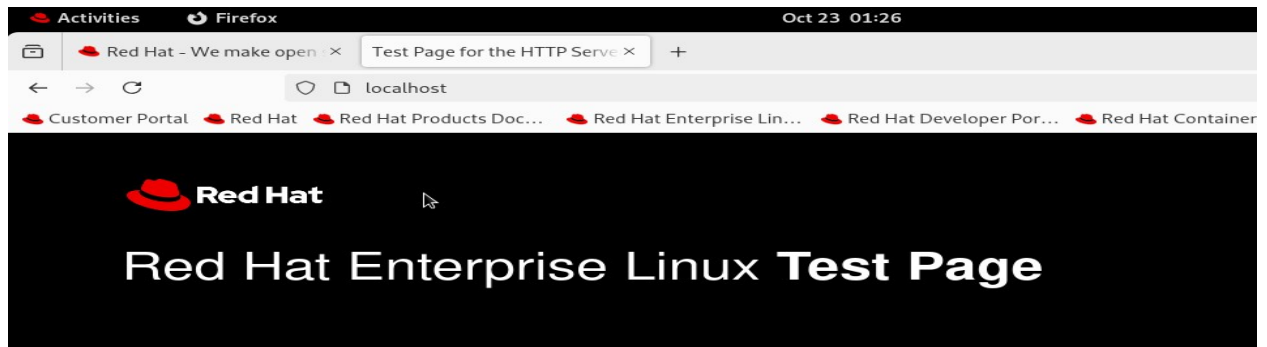 Activities Firefox Oct 23 01:26
Red Hat - We make open Test Page for the HTTP Serve
localhost
Customer Portal Red Hat Red Hat Products Doc... Red Hat Enterprise Lin... Red Hat Developer Por... Red Hat Container
Red Hat
Red Hat Enterprise Linux Test Page